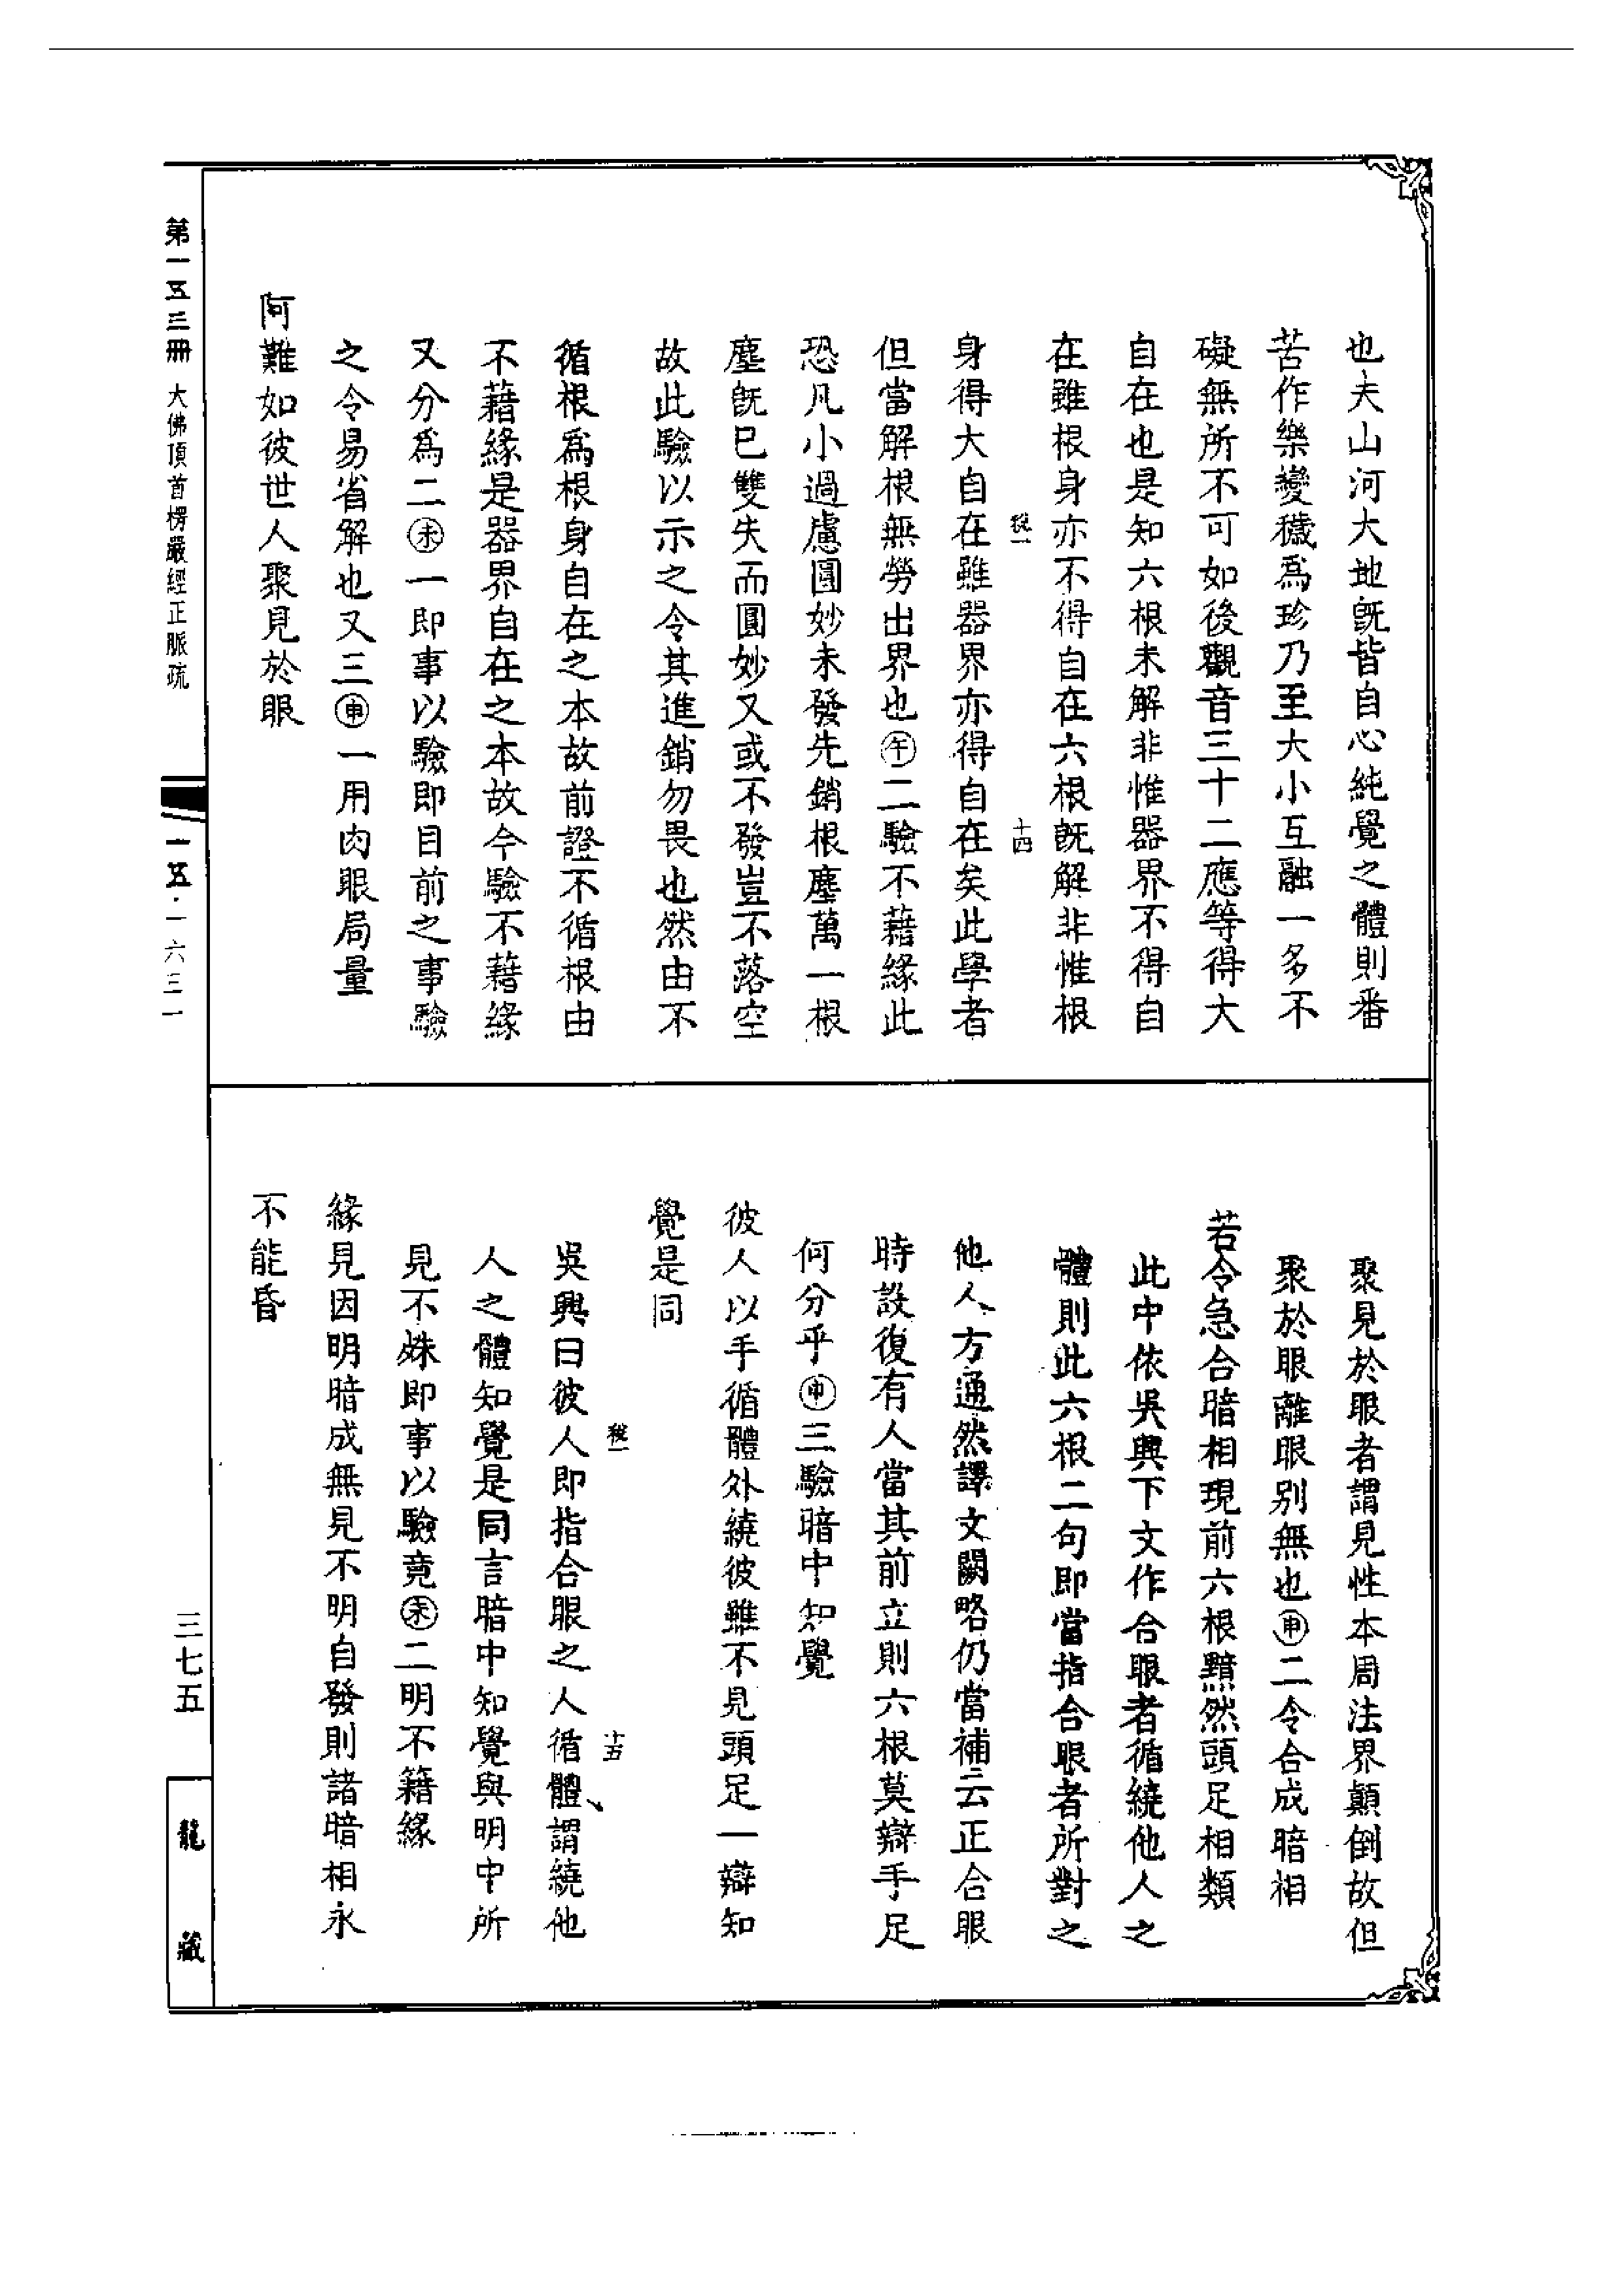 也夫山河大地旣皆自心純覺之體則番
苦作樂變穢爲珍乃至大小互融一多不
礙無所不可如後觀音三十二應等得大
自在也是知六根未解非惟器界不得自
在雖根身亦不得自在六根旣解非惟根
身得大自在雖器界亦得自在矣此學者
但當解根無勞出界也㊌二驗不藉緣此
恐凡小過慮圓妙未發先銷根塵萬一根
塵旣巳雙失而圓妙又或不發豈不落空
故此驗以示之令其進銷勿畏也然由不
循根爲根身自在之本故前證不循根由
不藉緣是器界自在之本故今驗不藉緣
又分爲二(未)一即事以驗即目前之事驗
之令易省解也又三(申)一用肉眼局量
阿難如彼世人聚見於眼
十四
聚見於眼者謂見性本周法界顛倒故但
聚於眼離眼別無也(申)二令合成暗相
若令急合暗相現前六根黯然頭足相類
此中依吳興下文作合眼者循繞他人之
體則此六根二句即當指合眼者所對之
他人方通然譯文闕略仍當補云正合眼
時設復有人當其前立則六根莫辯手足
何分乎(申)三驗暗中知覺
彼人以手循體外繞彼雖不見頭足一辯知
覺是同
吳興曰彼人即指合眼之人循體、謂繞他
人之體知覺是同言暗中知覺與明中所
見不殊即事以驗竟(未)二明不籍緣
緣見因明暗成無見不明自發則諸暗相永
不能昏
十五
第一五三冊 大佛頂首楞嚴經正脈疏
一五·一六三一
三七五
龍藏